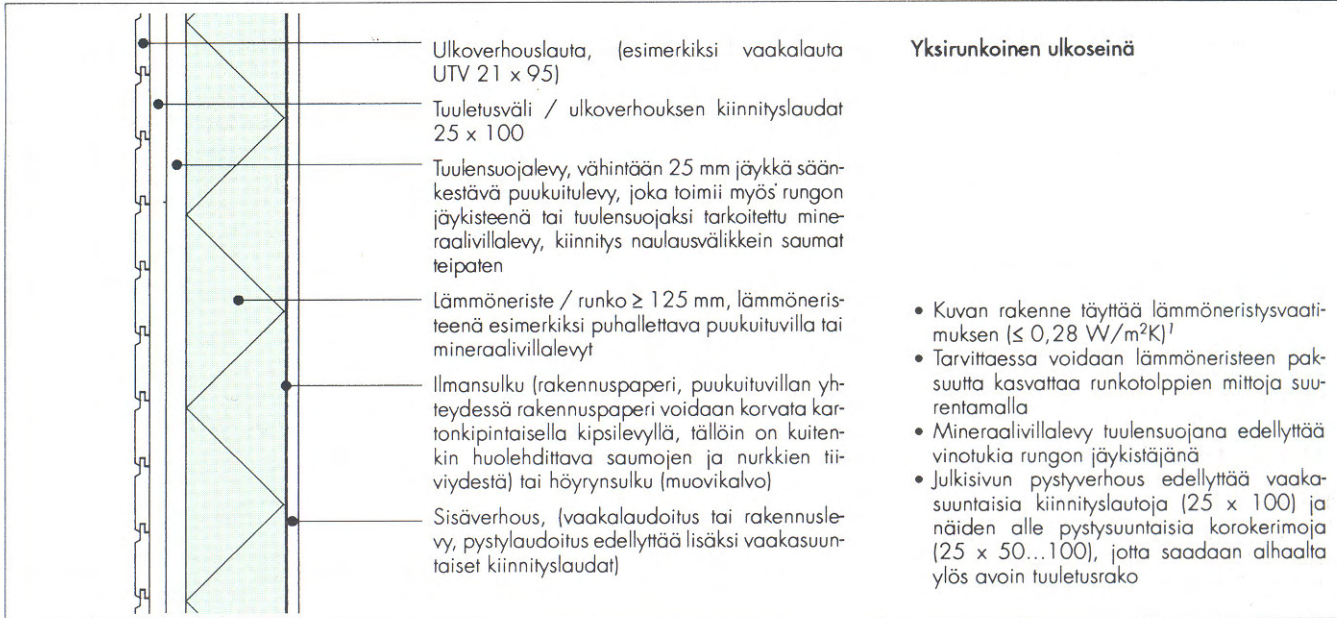 Ulkoverhouslauta, (esimerkiksi vaakalauta
UTV 21 x 95)
Tuuletusväli / ulkoverhouksen kiinnityslaudat
25 x 100
Tuulensuojalevy, vähintään 25 mm jäykkä sään-
kestävä puukuitulevy, joka toimii myös rungon
jäykisteenä tai tuulensuojaksi tarkoitettu mine-
raalivillalevy, kiinnitys naulausvälikkein saumat
teipaten
Lämmöneriste / runko ≥ 125 mm, lämmöneris-
teenä esimerkiksi puhallettava puukuituvilla tai
mineraalivillalevyt
Ilmansulku (rakennuspaperi, puukuituvillan yh-
teydessä rakennuspaperi voidaan korvata kar-
tonkipintaisella kipsilevyllä, tällöin on kuiten-
kin huolehdittava saumojen ja nurkkien tii-
viydestä) tai höyrynsulku (muovikalvo)
Sisäverhous, (vaakalaudoitus tai rakennusle-
vy, pystylaudoitus edellyttää lisäksi vaakasuun-
taiset kiinnityslaudat)
Yksirunkoinen ulkoseinä
• Kuvan rakenne täyttää lämmöneristysvaati-
muksen (≤ 0,28 W/m²K)¹
• Tarvittaessa voidaan lämmöneristeen pak-
suutta kasvattaa runkotolppien mittoja suu-
rentamalla
• Mineraalivillalevy tuulensuojana edellyttää
vinotukia rungon jäykistäjänä
• Julkisivun pystyverhous edellyttää vaaka-
suuntaisia kiinnityslautoja (25 x 100) ja
näiden alle pystysuuntaisia korokerimoja
(25 x 50...100), jotta saadaan alhaalta
ylös avoin tuuletusrako